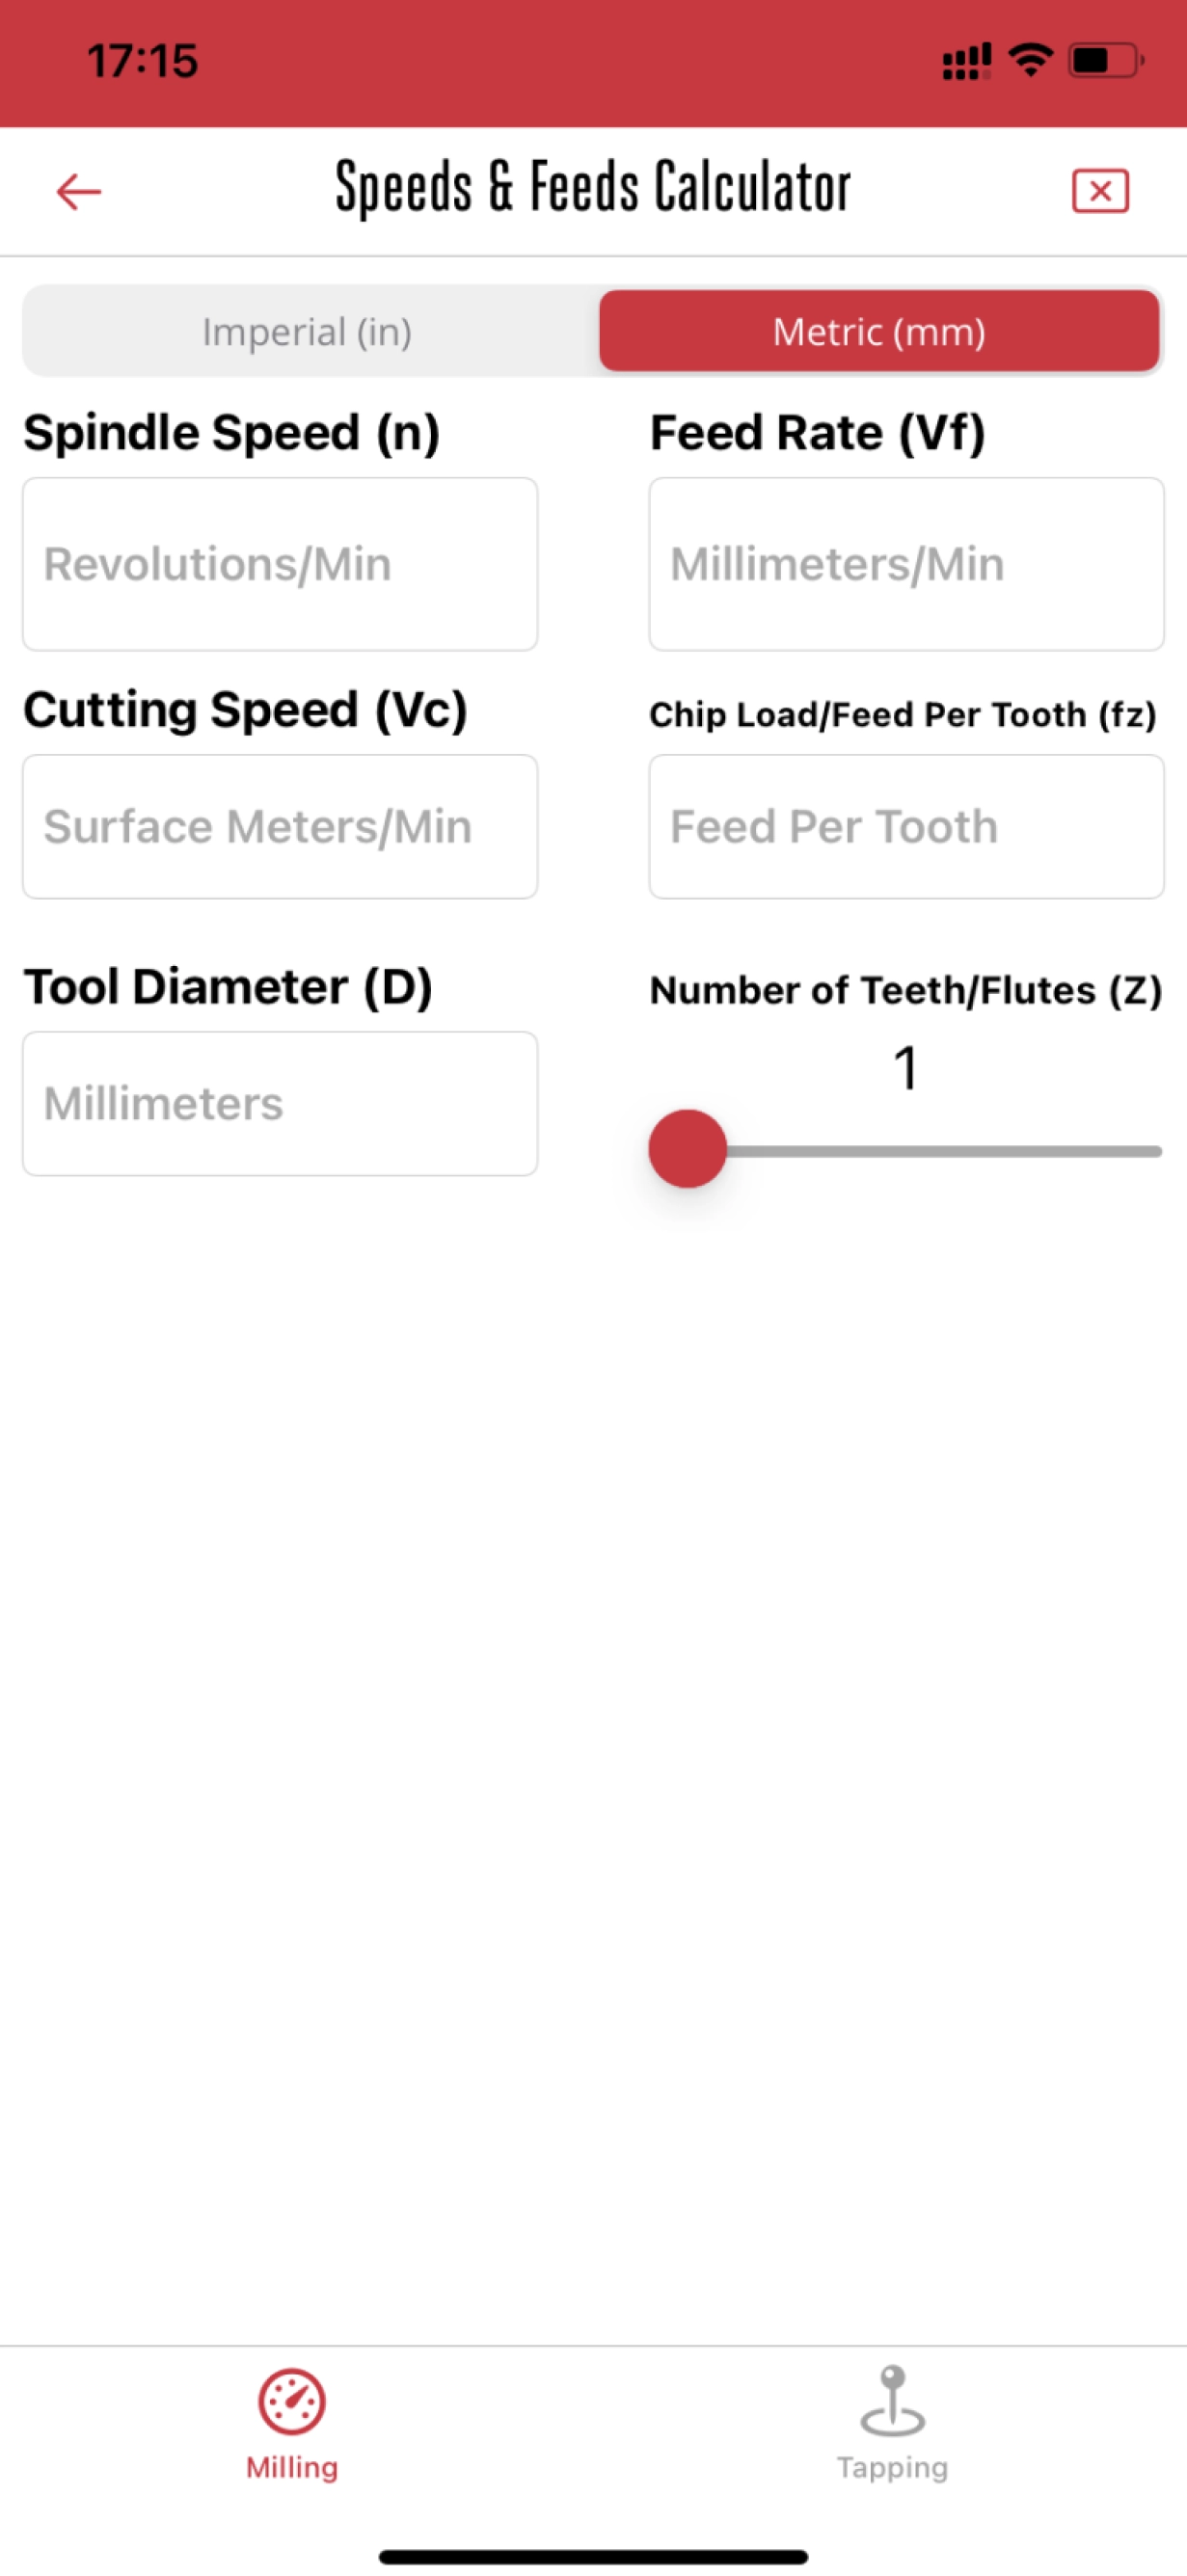 17:15
Speeds & Feeds Calculator
Imperial (in) Metric (mm)
Spindle Speed (n) Feed Rate (Vf)
Revolutions/Min Millimeters/Min
Cutting Speed (Vc) Chip Load/Feed Per Tooth (fz)
Surface Meters/Min Feed Per Tooth
Tool Diameter (D) Number of Teeth/Flutes (Z)
1
Millimeters
Milling Tapping